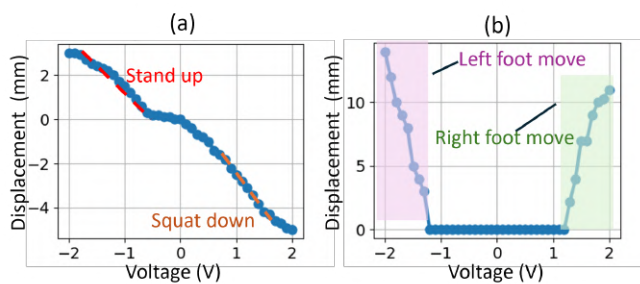 (a)
(b)
Displacement (mm)
2
0
−2
−4
Stand up
Squat down
−2
−1
0
1
2
Voltage (V)
Displacement (mm)
10
5
0
Left foot move
Right foot move
−2
−1
0
1
2
Voltage (V)